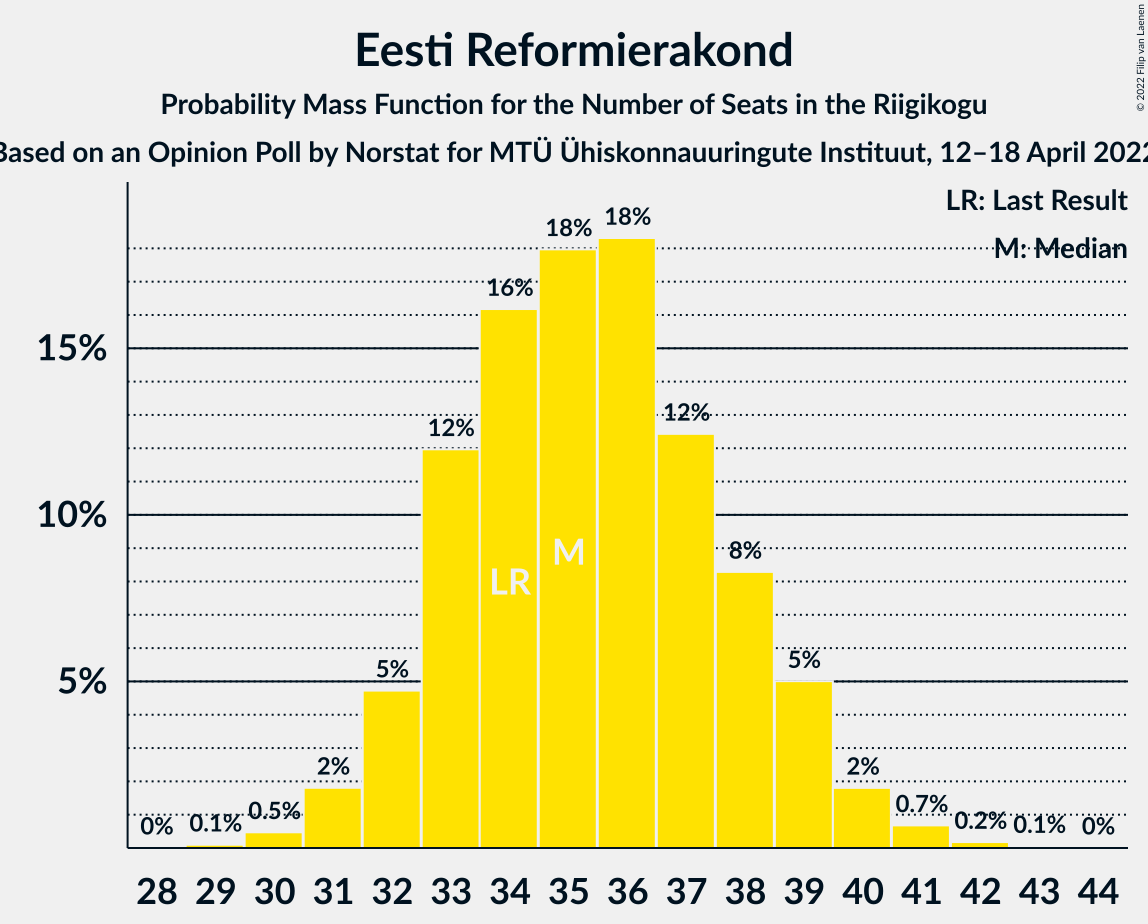 © 2022 Filip van Laenen
Eesti Reformierakond
Probability Mass Function for the Number of Seats in the Riigikogu
Based on an Opinion Poll by Norstat for MTÜ Ühiskonnauuringute Instituut, 12–18 April 2022
LR: Last Result
M: Median
15%
10%
5%
0% 0.1% 0.5% 2% 5% 12% 16% 18% 18% 12% 8% 5% 2% 0.7% 0.2% 0.1% 0%
LR M
28 29 30 31 32 33 34 35 36 37 38 39 40 41 42 43 44